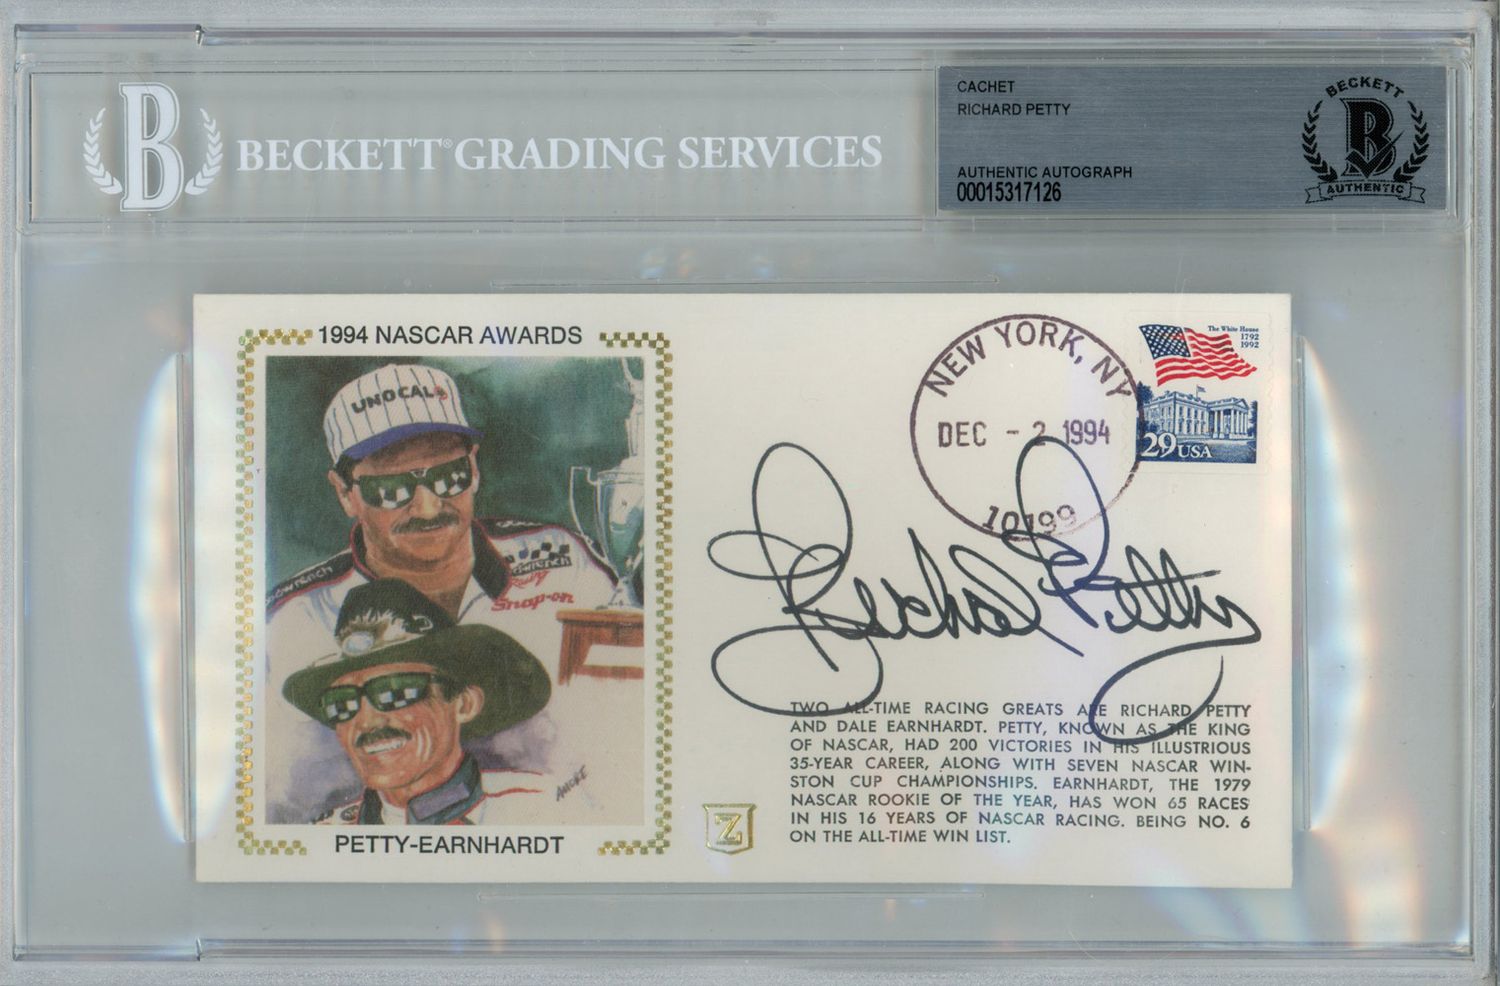 BECKETT® GRADING SERVICES
B
CACHET
RICHARD PETTY
AUTHENTIC AUTOGRAPH
00015317126
BECKETT
B
AUTHENTIC
1994 NASCAR AWARDS
UNOCAL
Racing
Snap-on
ANDRÉ
PETTY-EARNHARDT
NEW YORK, NY
DEC - 2 1994
10199
The White House
1792
1992
29 USA
Richard Petty
TWO ALL-TIME RACING GREATS ARE RICHARD PETTY
AND DALE EARNHARDT. PETTY, KNOWN AS THE KING
OF NASCAR, HAD 200 VICTORIES IN HIS ILLUSTRIOUS
35-YEAR CAREER, ALONG WITH SEVEN NASCAR WIN-
STON CUP CHAMPIONSHIPS. EARNHARDT, THE 1979
NASCAR ROOKIE OF THE YEAR, HAS WON 65 RACES
IN HIS 16 YEARS OF NASCAR RACING. BEING NO. 6
ON THE ALL-TIME WIN LIST.
Z